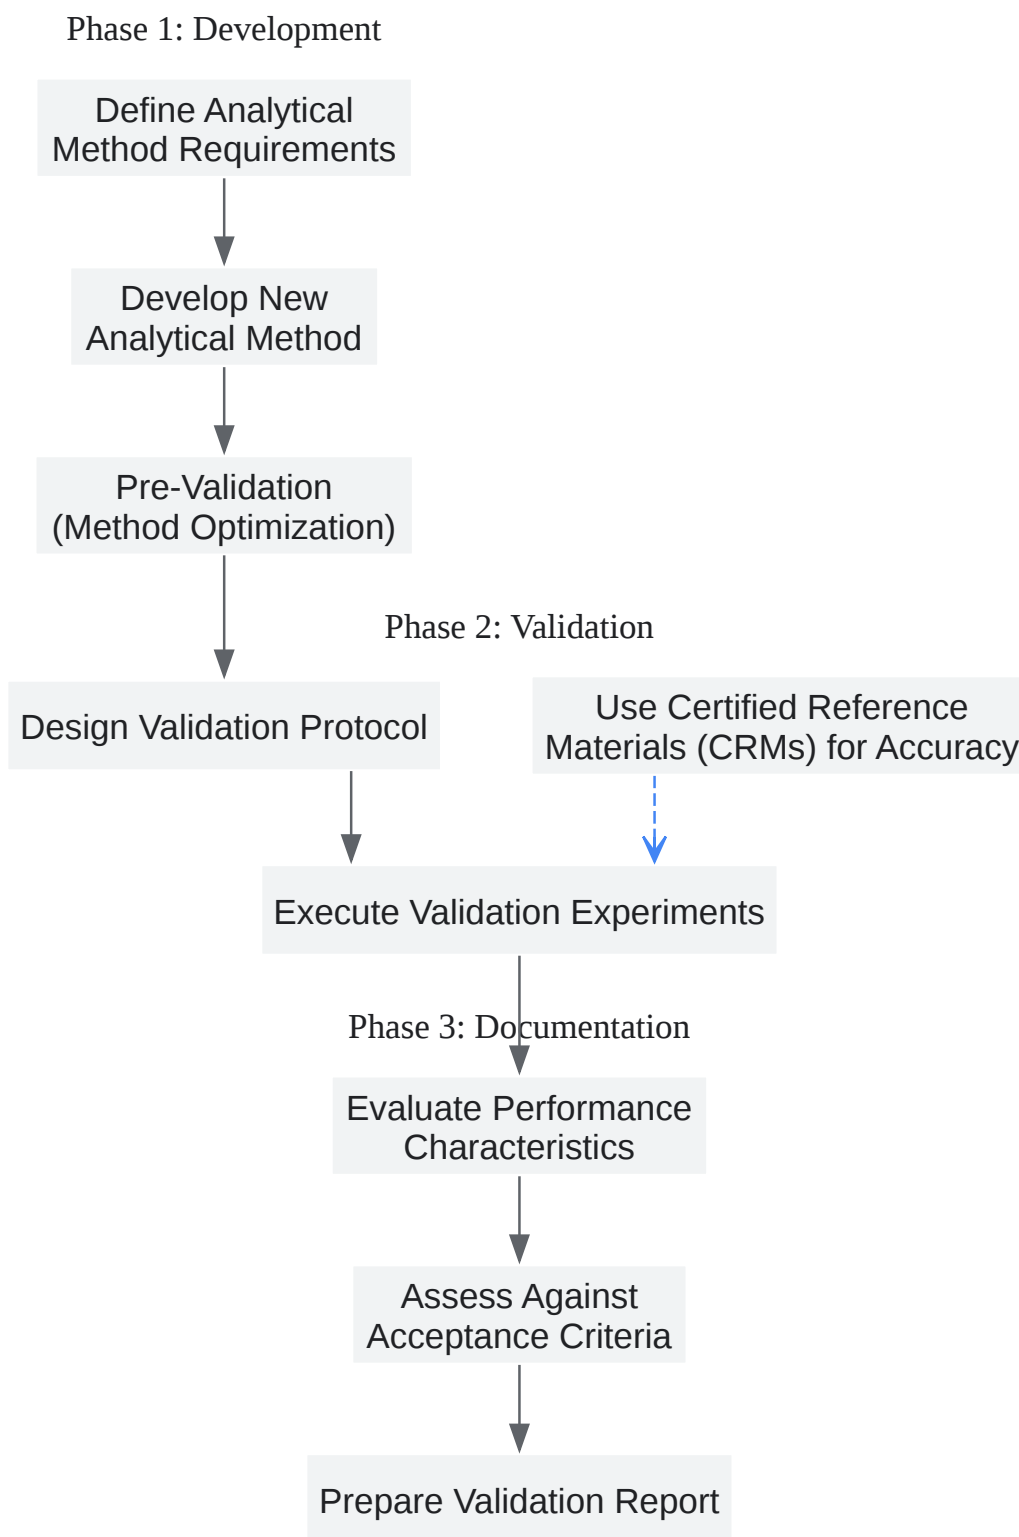 Phase 1: Development
Define Analytical
Method Requirements
Develop New
Analytical Method
Pre-Validation
(Method Optimization)
Phase 2: Validation
Design Validation Protocol
Use Certified Reference
Materials (CRMs) for Accuracy
Execute Validation Experiments
Phase 3: Documentation
Evaluate Performance
Characteristics
Assess Against
Acceptance Criteria
Prepare Validation Report